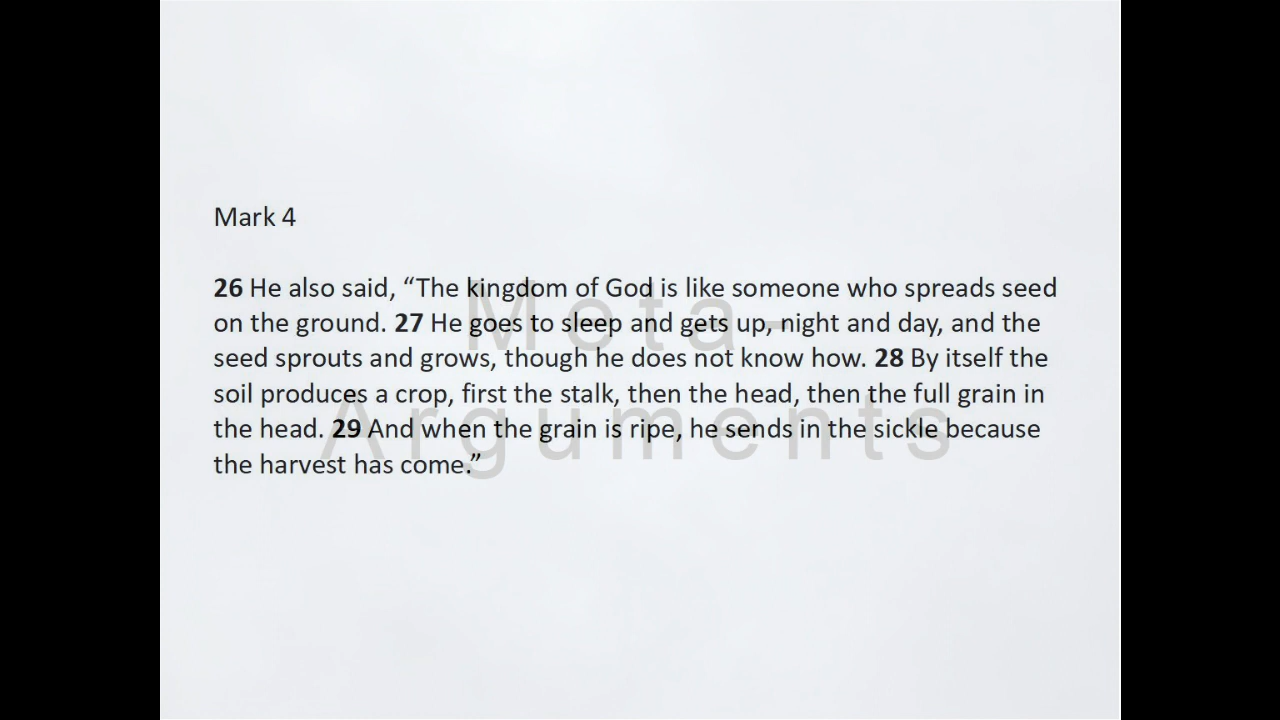 Mark 4
26 He also said, “The kingdom of God is like someone who spreads seed
on the ground. 27 He goes to sleep and gets up, night and day, and the
seed sprouts and grows, though he does not know how. 28 By itself the
soil produces a crop, first the stalk, then the head, then the full grain in
the head. 29 And when the grain is ripe, he sends in the sickle because
the harvest has come.”
Meta-
Arguments